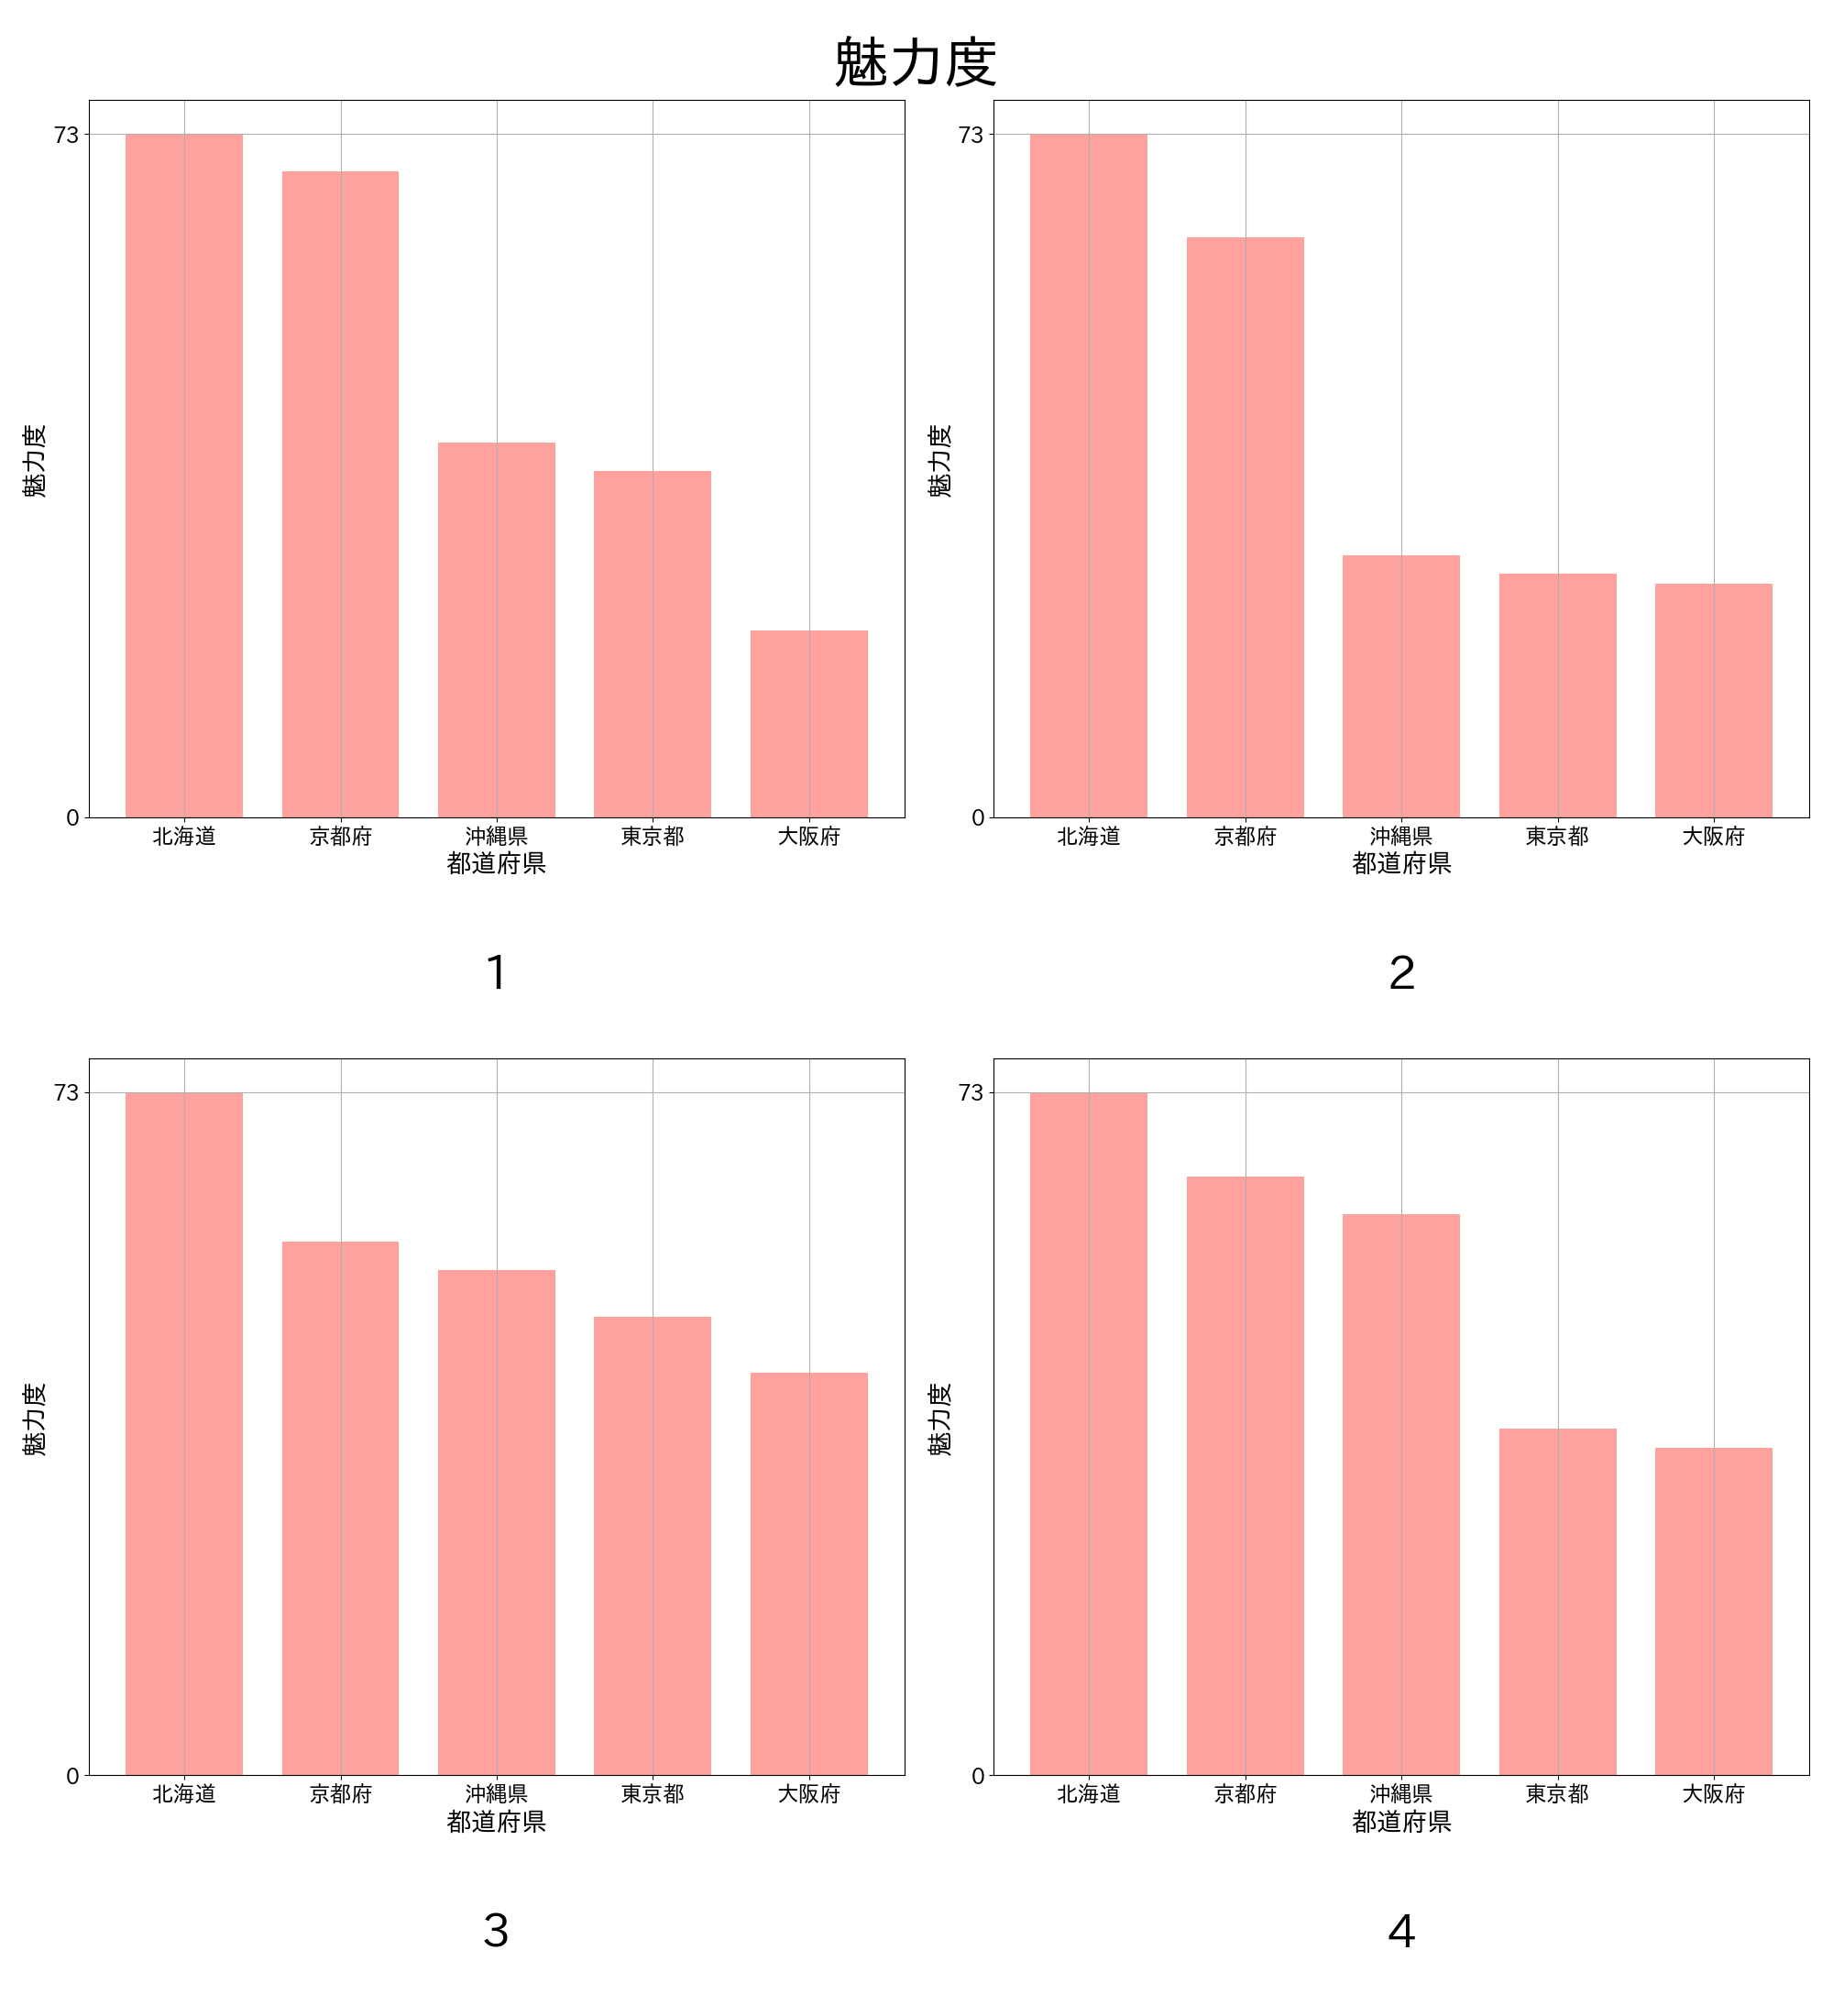 魅力度
73
0
魅力度
北海道 京都府 沖縄県 東京都 大阪府
都道府県
1
73
0
魅力度
北海道 京都府 沖縄県 東京都 大阪府
都道府県
2
73
0
魅力度
北海道 京都府 沖縄県 東京都 大阪府
都道府県
3
73
0
魅力度
北海道 京都府 沖縄県 東京都 大阪府
都道府県
4